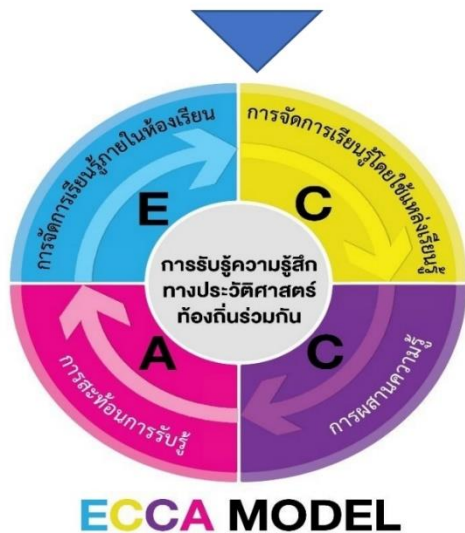 การจัดการเรียนรู้ภายในห้องเรียน
E
การจัดการเรียนรู้โดยใช้แหล่งเรียนรู้
C
การรับรู้ความรู้สึก
ทางประวัติศาสตร์
ท้องถิ่นร่วมกัน
C
การผสานความรู้
A
การสะท้อนการรับรู้
ECCA MODEL